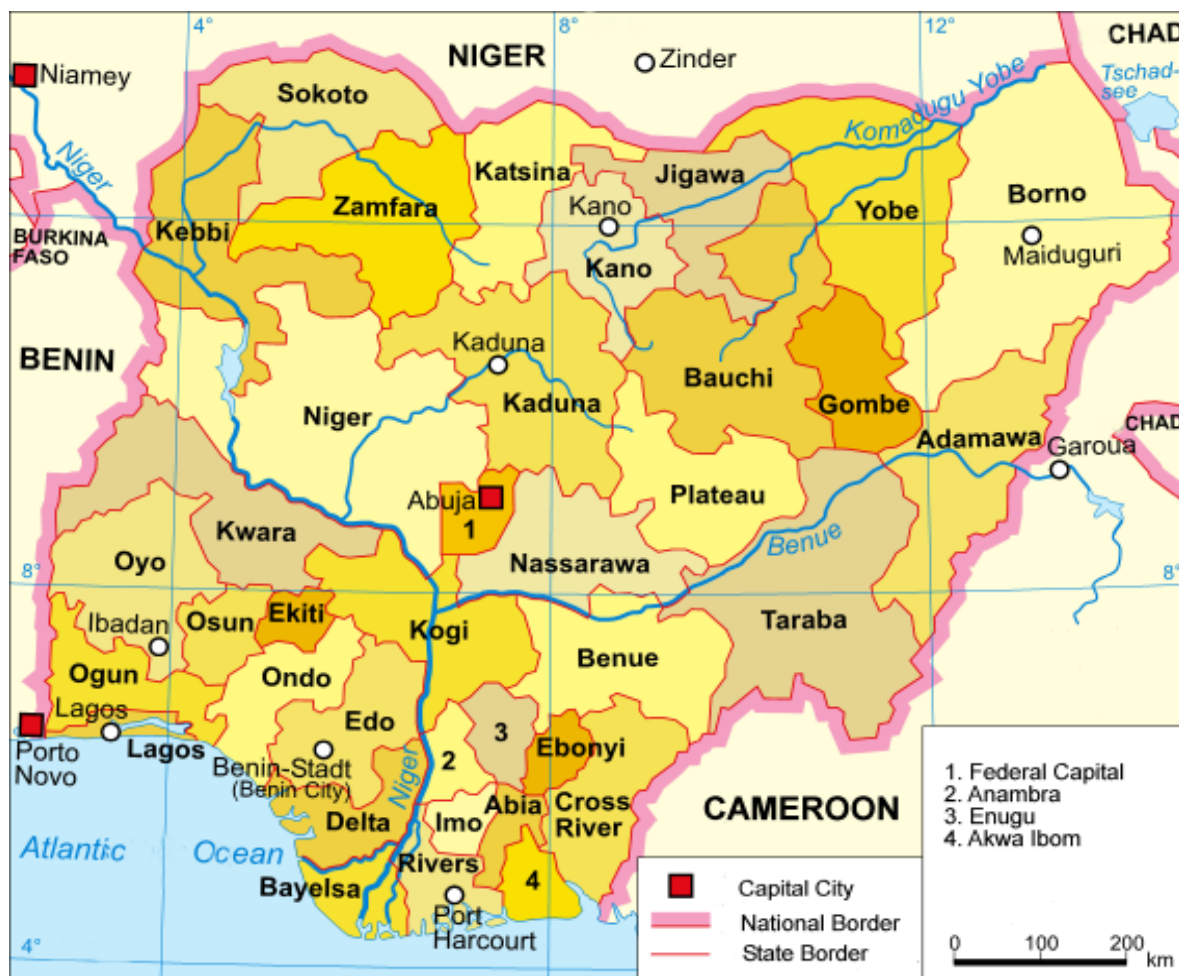 4°
8°
12°
CHAD
NIGER
Zinder
Niamey
Tschad-
see
Sokoto
Komadugu Yobe
Niger
Katsina
Jigawa
Zamfara
Kano
Yobe
Borno
Kebbi
BURKINA
FASO
Maiduguri
Kano
Kaduna
BENIN
Bauchi
Kaduna
Niger
Gombe
CHAD
Adamawa
Garoua
Abuja
Plateau
1
Kwara
Benue
Oyo
Nassarawa
8°
8°
Ibadan
Osun
Ekiti
Kogi
Taraba
Benue
Ogun
Ondo
Lagos
Edo
3
Porto
Novo
Lagos
Ebonyi
Benin-Stadt
(Benin City)
2
Niger
Abia
Cross
River
CAMEROON
Delta
Imo
Atlantic Ocean
Rivers
Bayelsa
4
Port
Harcourt
4°
1. Federal Capital
2. Anambra
3. Enugu
4. Akwa Ibom
Capital City
National Border
State Border
0 100 200
km